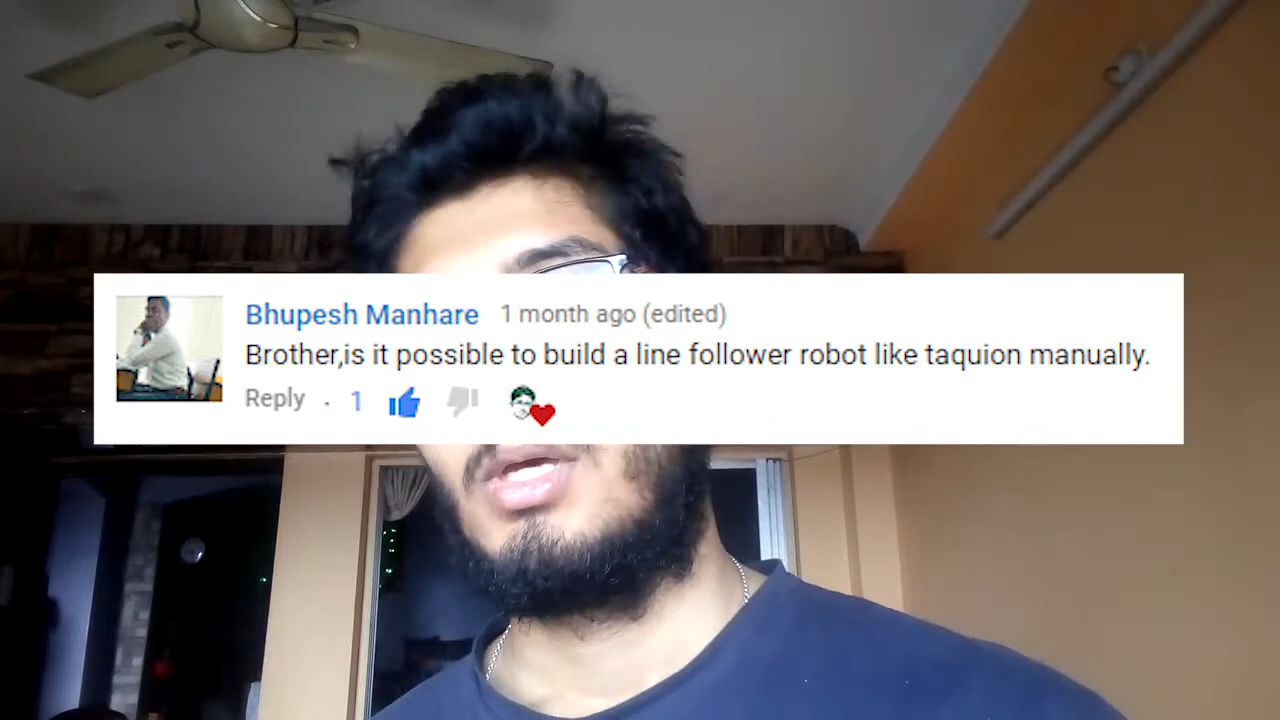 Bhupesh Manhare 1 month ago (edited)
Brother,is it possible to build a line follower robot like taquion manually.
Reply . 1